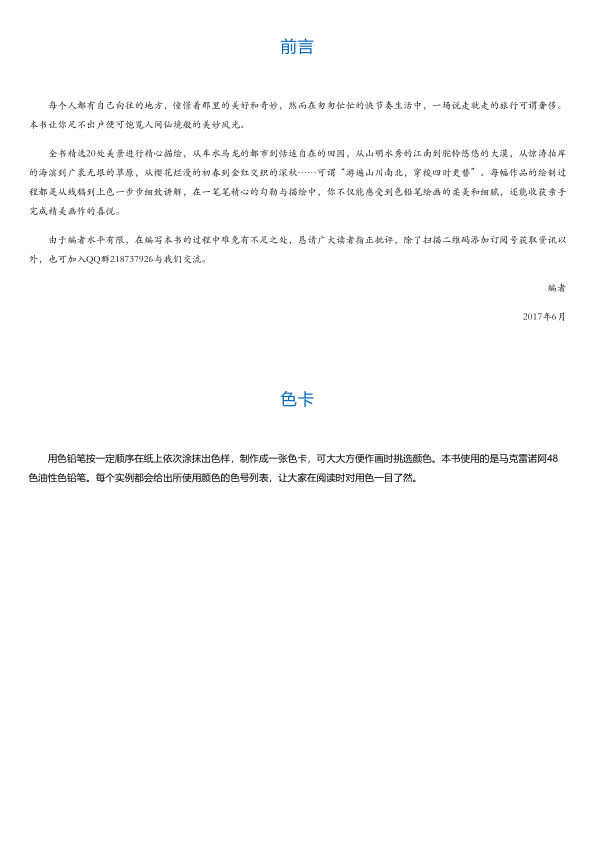 前言
每个人都有自己向往的地方，憧憬着那里的美好和奇妙，然而在匆匆忙忙的快节奏生活中，一场说走就走的旅行可谓奢侈。
本书让你足不出户便可饱览人间仙境般的美妙风光。
全书精选20处美景进行精心描绘，从车水马龙的都市到恬适自在的田园，从山明水秀的江南到驼铃悠悠的大漠，从惊涛拍岸
的海滨到广袤无垠的草原，从樱花烂漫的初春到金红交织的深秋……可谓“游遍山川南北，穿梭四时更替”。每幅作品的绘制过
程都是从线稿到上色一步步细致讲解，在一笔笔精心的勾勒与描绘中，你不仅能感受到色铅笔绘画的柔美和细腻，还能收获亲手
完成精美画作的喜悦。
由于编者水平有限，在编写本书的过程中难免有不足之处，恳请广大读者指正批评，除了扫描二维码添加订阅号获取资讯以
外，也可加入QQ群218737926与我们交流。
编者
2017年6月
色卡
用色铅笔按一定顺序在纸上依次涂抹出色样，制作成一张色卡，可大大方便作画时挑选颜色。本书使用的是马克雷诺阿48
色油性色铅笔。每个实例都会给出所使用颜色的色号列表，让大家在阅读时对用色一目了然。